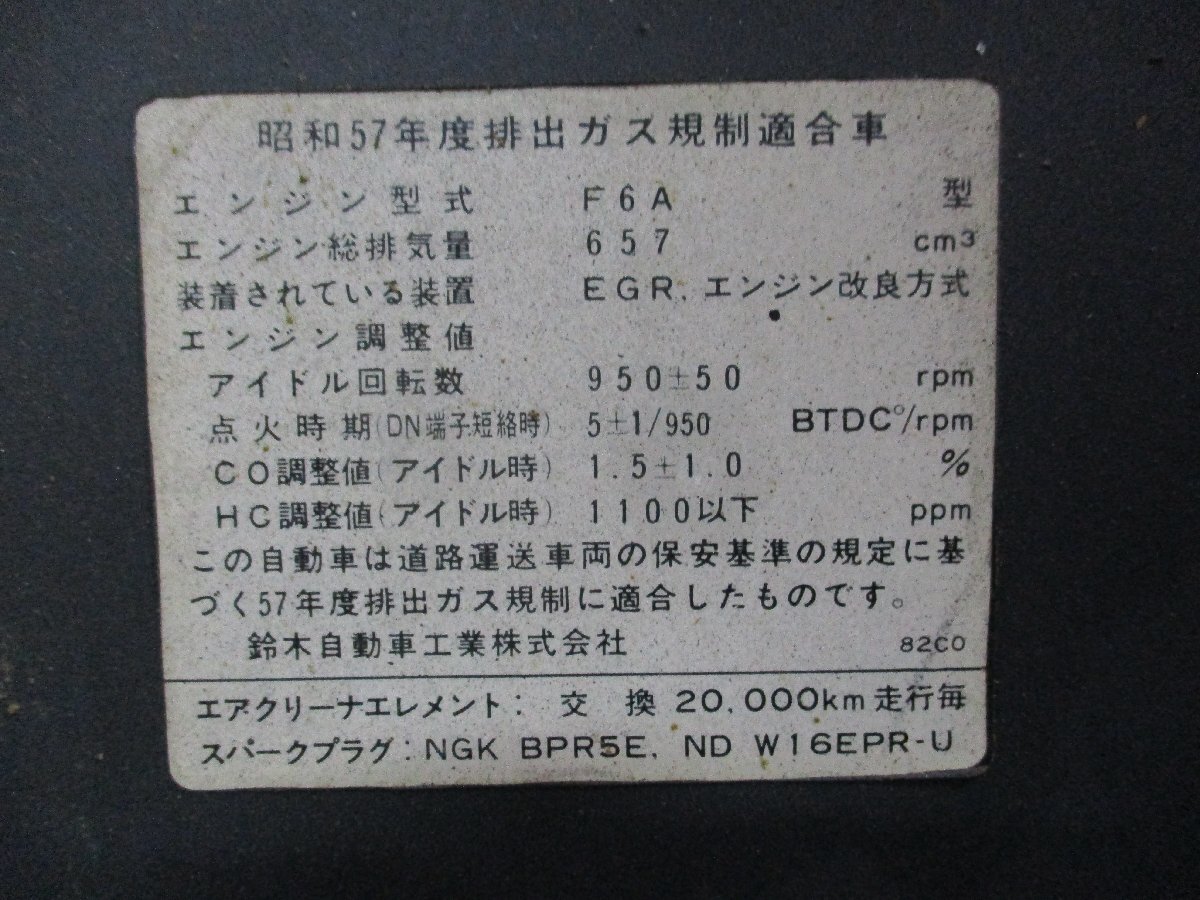 昭和57年度排出ガス規制適合車
エンジン型式 F6A 型
エンジン総排気量 657 cm³
装着されている装置 EGR, エンジン改良方式
エンジン調整値
アイドル回転数 950±50 rpm
点火時期(DN端子短絡時) 5±1/950 BTDC°/rpm
CO調整値(アイドル時) 1.5±1.0 %
HC調整値(アイドル時) 1100以下 ppm
この自動車は道路運送車両の保安基準の規定に基
づく57年度排出ガス規制に適合したものです。
鈴木自動車工業株式会社 82C0
エアクリーナエレメント: 交換 20,000km走行毎
スパークプラグ: NGK BPR5E, ND W16EPR-U